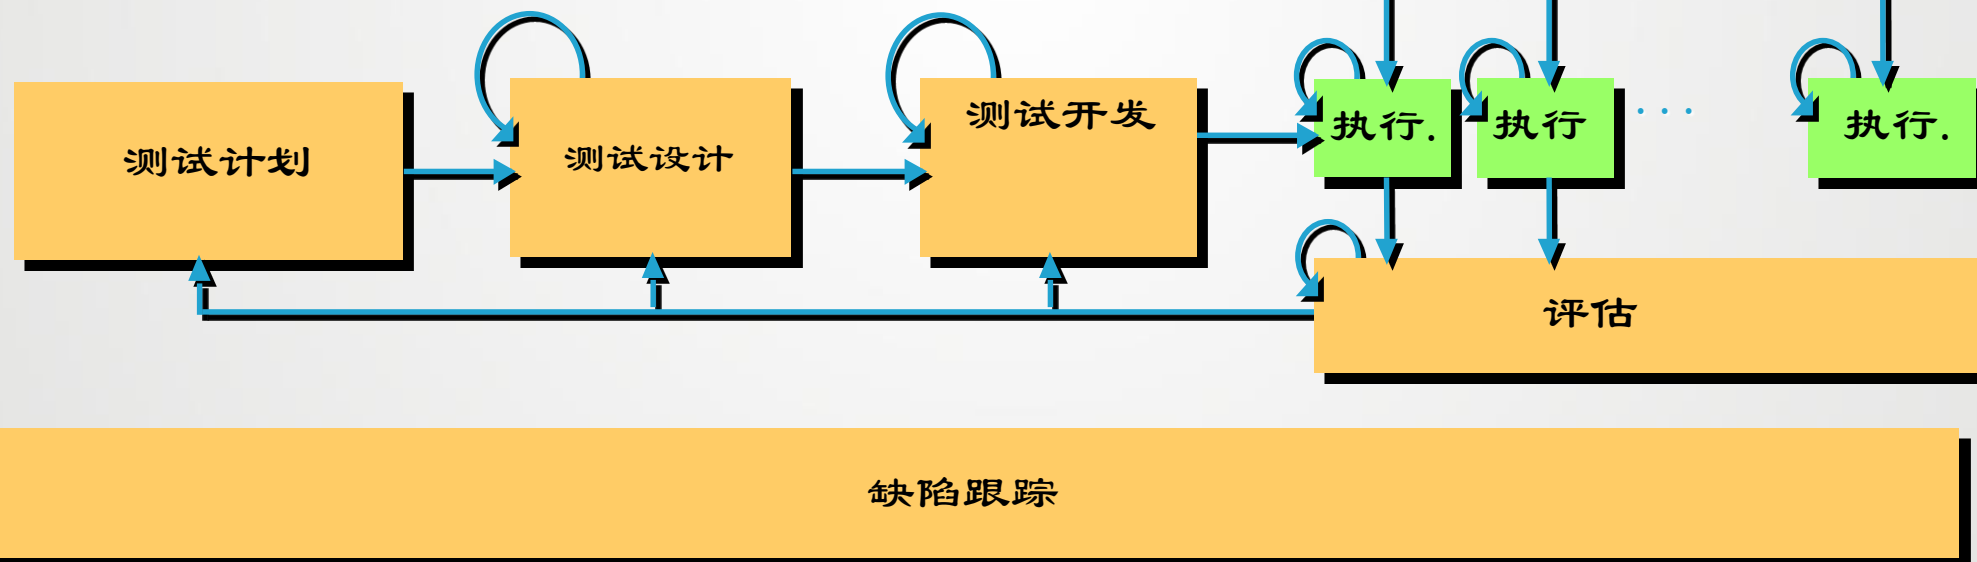 测试计划
测试设计
测试开发
执行.
执行
...
执行.
评估
缺陷跟踪